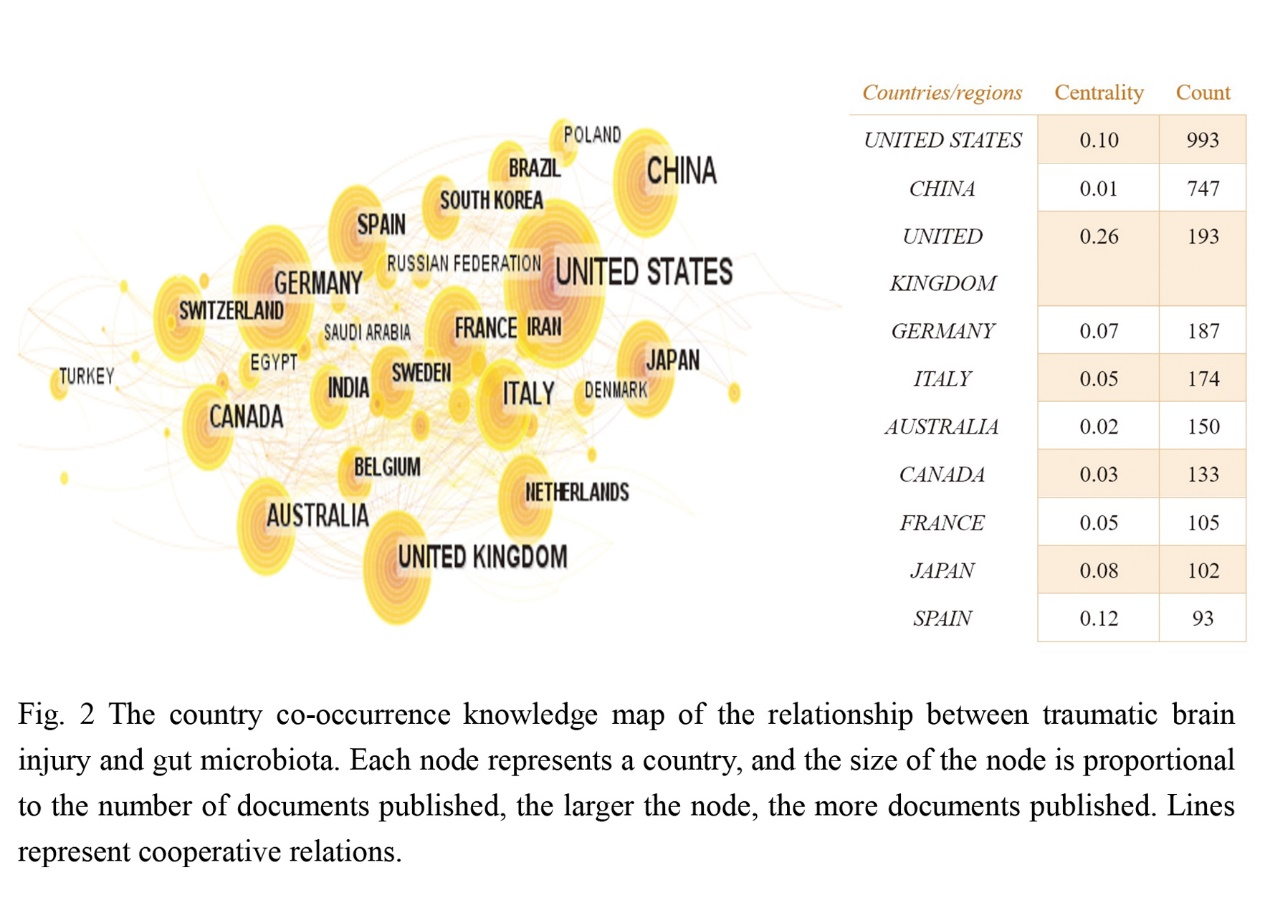 POLAND
BRAZIL
CHINA
SOUTH KOREA
SPAIN
RUSSIAN FEDERATION
UNITED STATES
GERMANY
SWITZERLAND
SAUDI ARABIA
FRANCE
IRAN
EGYPT
SWEDEN
JAPAN
TURKEY
INDIA
ITALY
DENMARK
CANADA
BELGIUM
NETHERLANDS
AUSTRALIA
UNITED KINGDOM
Countries/regions Centrality Count
UNITED STATES 0.10 993
CHINA 0.01 747
UNITED 0.26 193
KINGDOM
GERMANY 0.07 187
ITALY 0.05 174
AUSTRALIA 0.02 150
CANADA 0.03 133
FRANCE 0.05 105
JAPAN 0.08 102
SPAIN 0.12 93
Fig. 2 The country co-occurrence knowledge map of the relationship between traumatic brain
injury and gut microbiota. Each node represents a country, and the size of the node is proportional
to the number of documents published, the larger the node, the more documents published. Lines
represent cooperative relations.